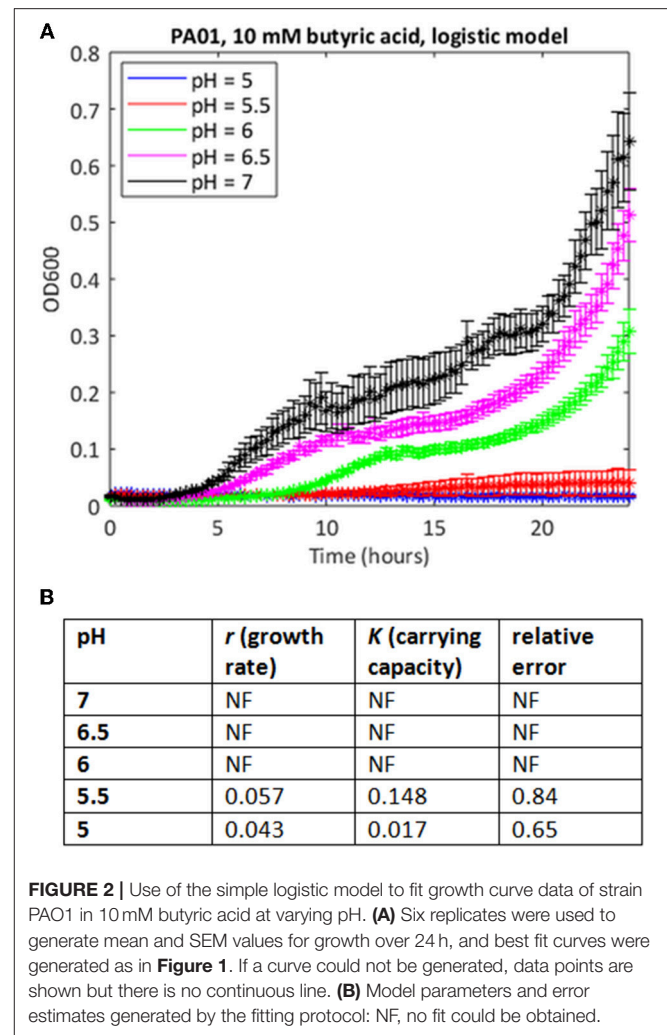 A
PA01, 10 mM butyric acid, logistic model
0.8
0.7
0.6
0.5
0.4
0.3
0.2
0.1
0
OD600
pH = 5
pH = 5.5
pH = 6
pH = 6.5
pH = 7
0 5 10 15 20
Time (hours)
B
pH r (growth rate) K (carrying capacity) relative error
7 NF NF NF
6.5 NF NF NF
6 NF NF NF
5.5 0.057 0.148 0.84
5 0.043 0.017 0.65
FIGURE 2 | Use of the simple logistic model to fit growth curve data of strain
PAO1 in 10 mM butyric acid at varying pH. (A) Six replicates were used to
generate mean and SEM values for growth over 24 h, and best fit curves were
generated as in Figure 1. If a curve could not be generated, data points are
shown but there is no continuous line. (B) Model parameters and error
estimates generated by the fitting protocol: NF, no fit could be obtained.